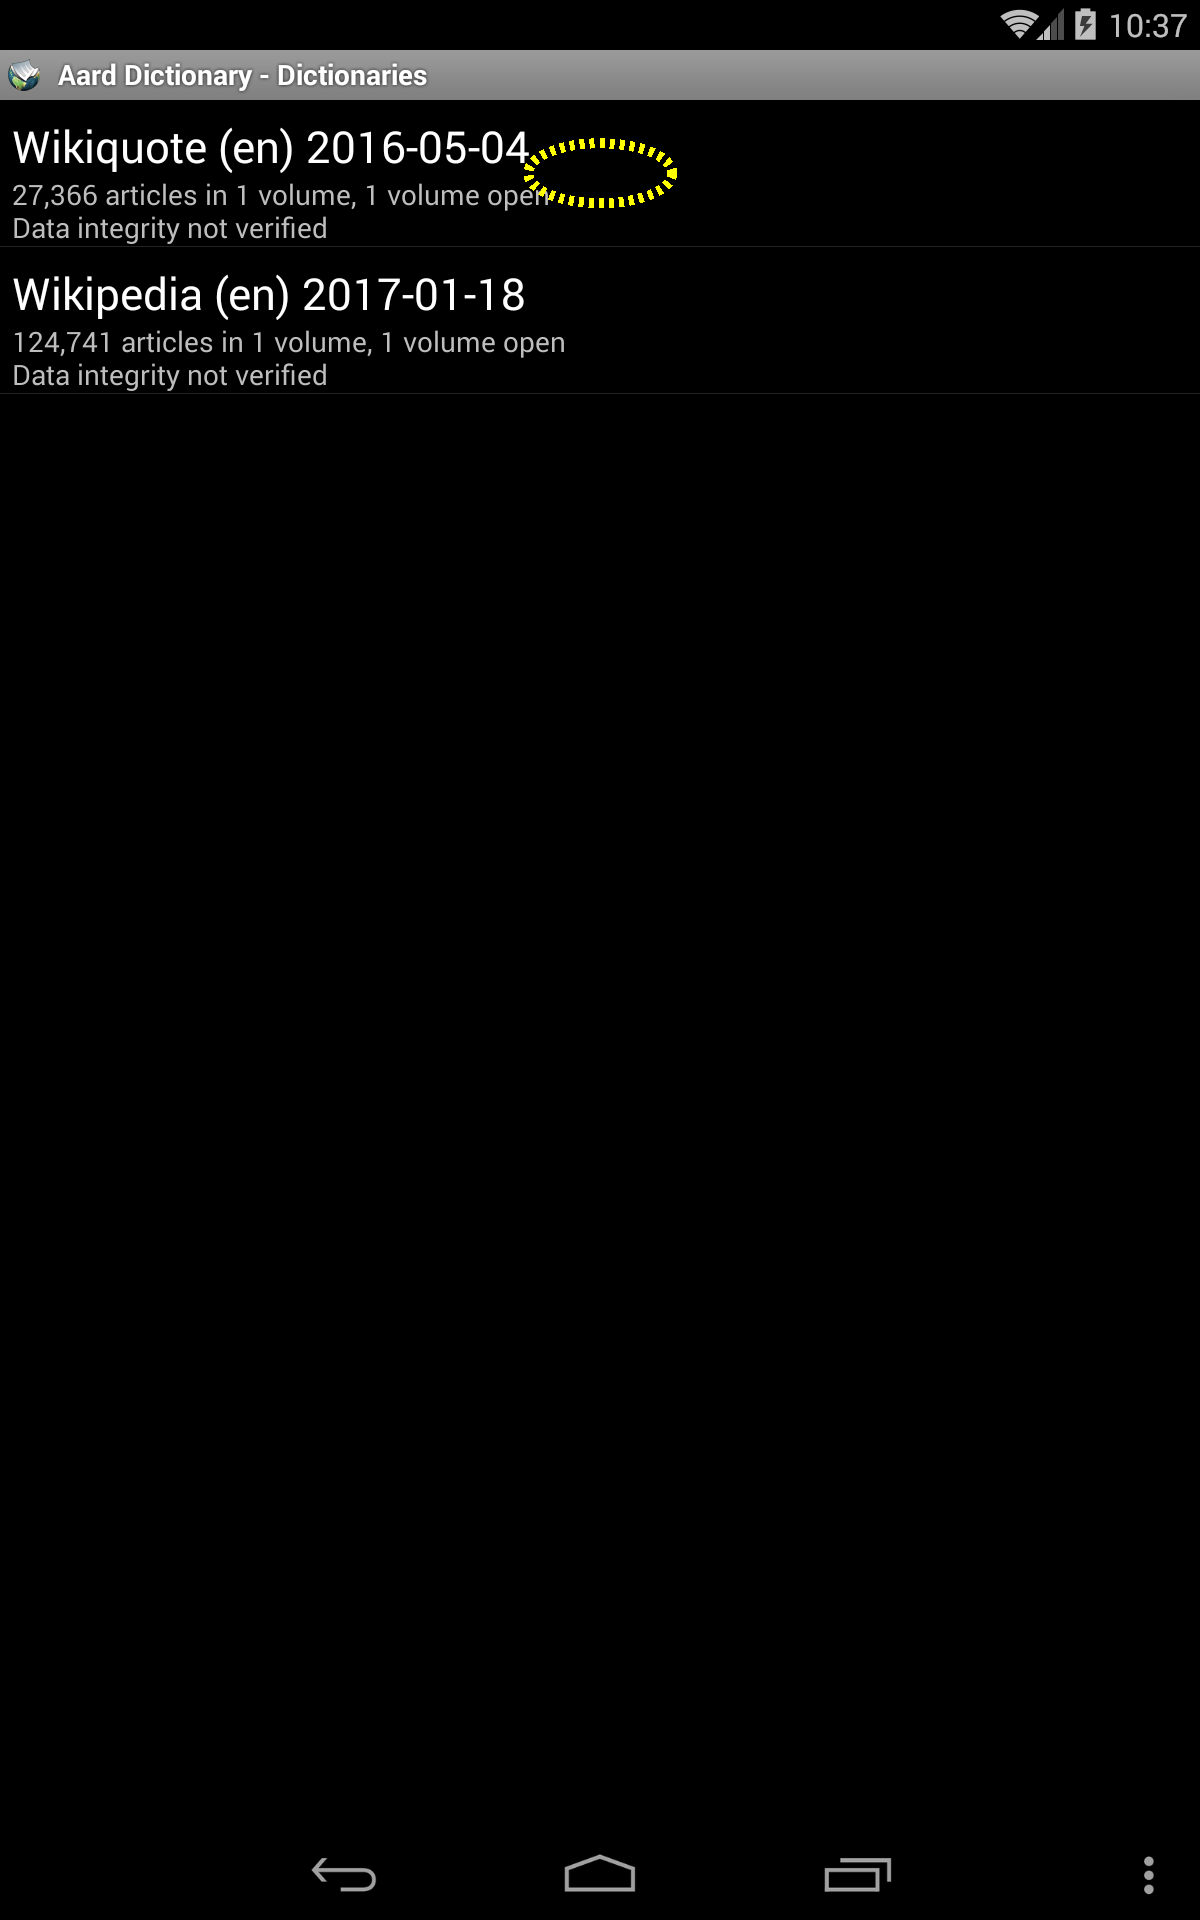 10:37
Aard Dictionary - Dictionaries
Wikiquote (en) 2016-05-04
27,366 articles in 1 volume, 1 volume open
Data integrity not verified
Wikipedia (en) 2017-01-18
124,741 articles in 1 volume, 1 volume open
Data integrity not verified